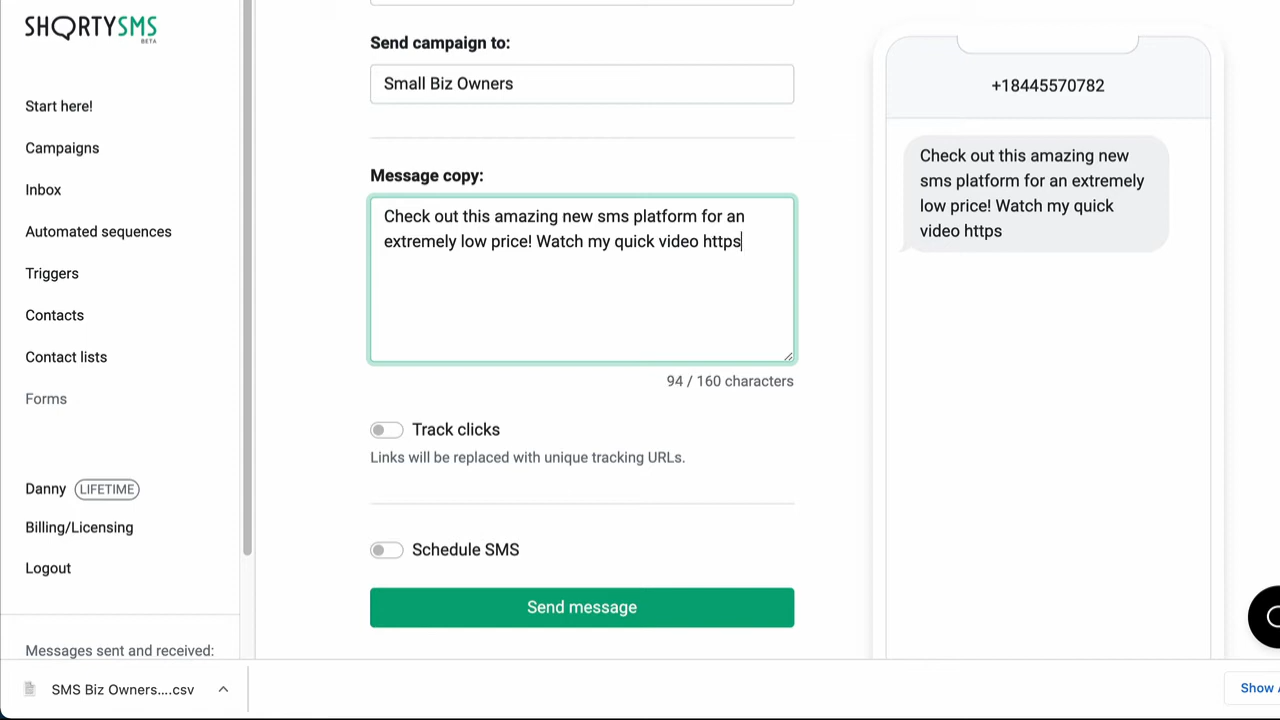 SHORTYSMS
BETA
Start here!
Campaigns
Inbox
Automated sequences
Triggers
Contacts
Contact lists
Forms
Danny LIFETIME
Billing/Licensing
Logout
Messages sent and received:
Send campaign to:
Small Biz Owners
Message copy:
Check out this amazing new sms platform for an
extremely low price! Watch my quick video https
94 / 160 characters
Track clicks
Links will be replaced with unique tracking URLs.
Schedule SMS
Send message
+18445570782
Check out this amazing new
sms platform for an extremely
low price! Watch my quick
video https
SMS Biz Owners....csv
Show